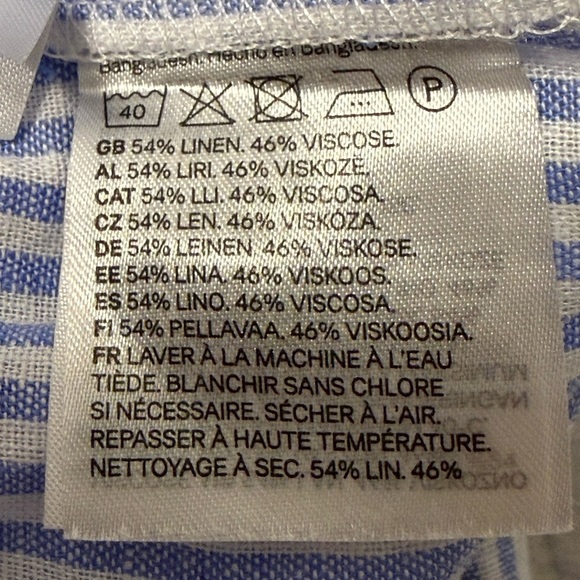 Bangladesh. Hecho en Bangladesh.
40 P
GB 54% LINEN. 46% VISCOSE.
AL 54% LIRI. 46% VISKOZË.
CAT 54% LLI. 46% VISCOSA.
CZ 54% LEN. 46% VISKÓZA.
DE 54% LEINEN. 46% VISKOSE.
EE 54% LINA. 46% VISKOOS.
ES 54% LINO. 46% VISCOSA.
FI 54% PELLAVAA. 46% VISKOOSIA.
FR LAVER À LA MACHINE À L'EAU
TIÈDE. BLANCHIR SANS CHLORE
SI NÉCESSAIRE. SÉCHER À L'AIR.
REPASSER À HAUTE TEMPÉRATURE.
NETTOYAGE À SEC. 54% LIN. 46%